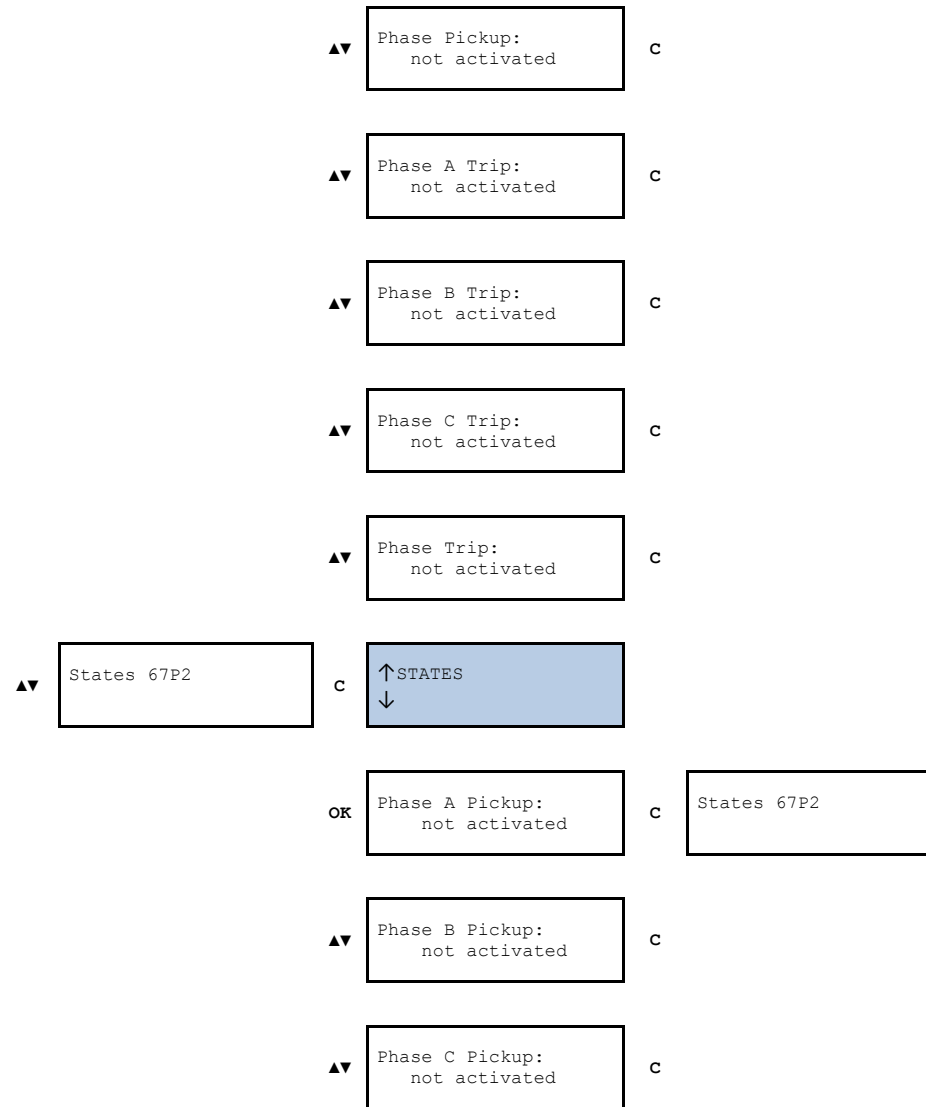 ▲▼ Phase Pickup: C
not activated
▲▼ Phase A Trip: C
not activated
▲▼ Phase B Trip: C
not activated
▲▼ Phase C Trip: C
not activated
▲▼ Phase Trip: C
not activated
▲▼ States 67P2 C ↑STATES
↓
OK Phase A Pickup: C States 67P2
not activated
▲▼ Phase B Pickup: C
not activated
▲▼ Phase C Pickup: C
not activated